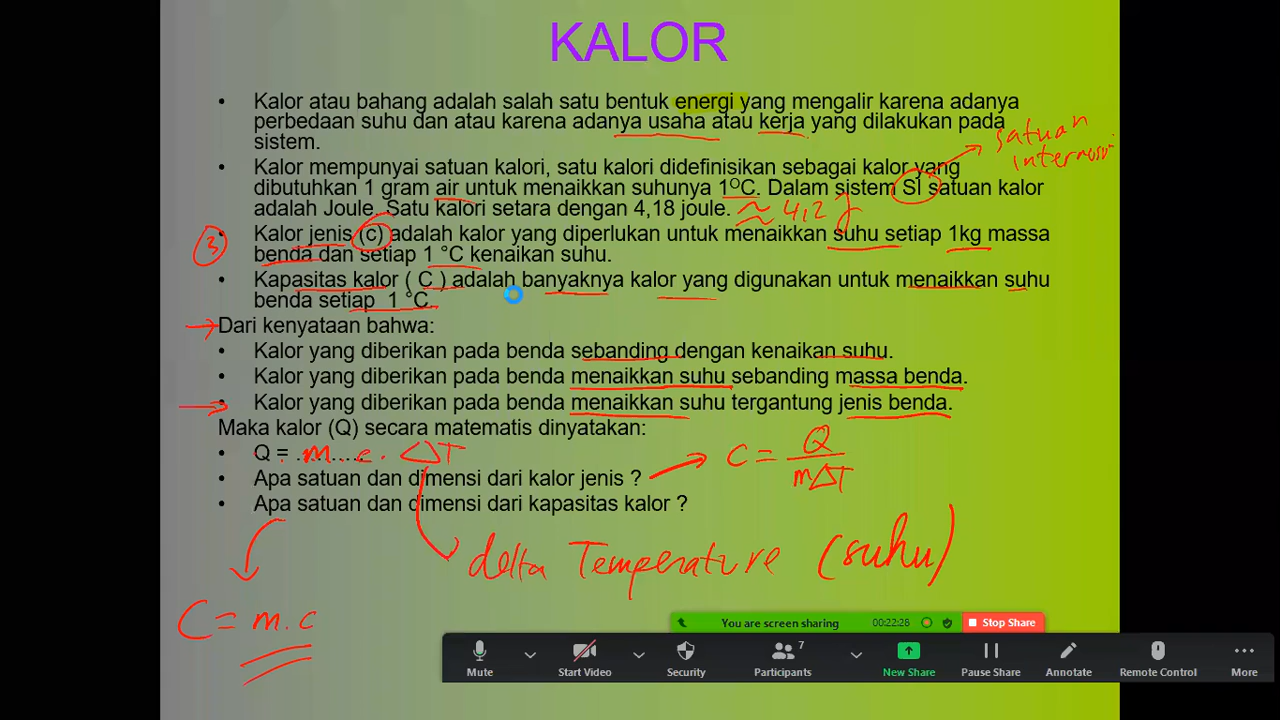 KALOR
• Kalor atau bahang adalah salah satu bentuk energi yang mengalir karena adanya
perbedaan suhu dan atau karena adanya usaha atau kerja yang dilakukan pada
sistem.
• Kalor mempunyai satuan kalori, satu kalori didefinisikan sebagai kalor yang
dibutuhkan 1 gram air untuk menaikkan suhunya 1°C. Dalam sistem SI satuan kalor
adalah Joule. Satu kalori setara dengan 4,18 joule. ≈ 4,2 J
satuan
③
• Kalor jenis (c) adalah kalor yang diperlukan untuk menaikkan suhu setiap 1kg massa
benda dan setiap 1 °C kenaikan suhu.
• Kapasitas kalor ( C ) adalah banyaknya kalor yang digunakan untuk menaikkan suhu
benda setiap 1 °C.
→ Dari kenyataan bahwa:
• Kalor yang diberikan pada benda sebanding dengan kenaikan suhu.
• Kalor yang diberikan pada benda menaikkan suhu sebanding massa benda.
→ • Kalor yang diberikan pada benda menaikkan suhu tergantung jenis benda.
Maka kalor (Q) secara matematis dinyatakan:
• Q = m . c . ΔT
• Apa satuan dan dimensi dari kalor jenis ? → c = Q / mΔT
• Apa satuan dan dimensi dari kapasitas kalor ?
delta Temperature (suhu)
C = m.c
You are screen sharing 00:22:28 Stop Share
Mute Start Video Security Participants 7 New Share Pause Share Annotate Remote Control More